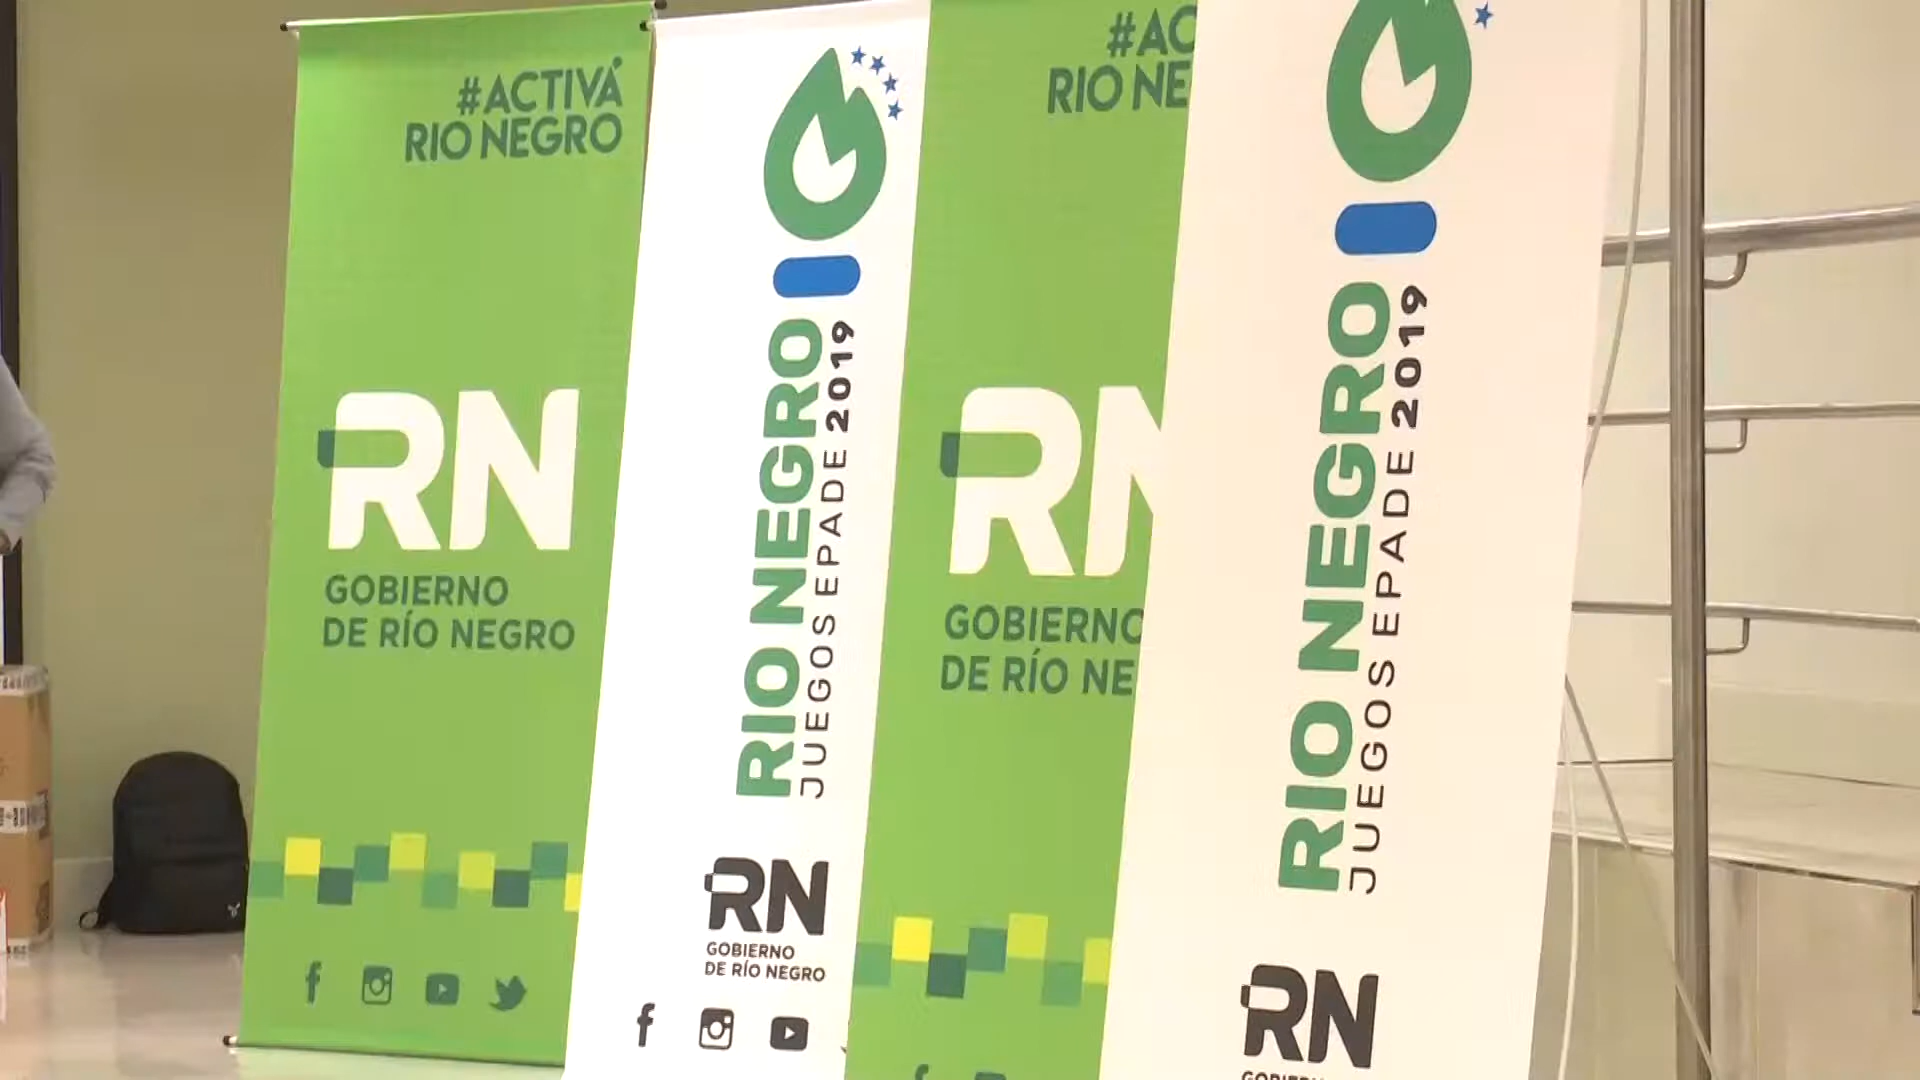 #ACTIVÁ
RIO NEGRO
RN
GOBIERNO
DE RÍO NEGRO
RIO NEGRO
JUEGOS EPADE 2019
RN
GOBIERNO
DE RÍO NEGRO
#AC
RIO NE
RN
GOBIERNO
DE RÍO NE
RIO NEGRO
JUEGOS EPADE 2019
RN